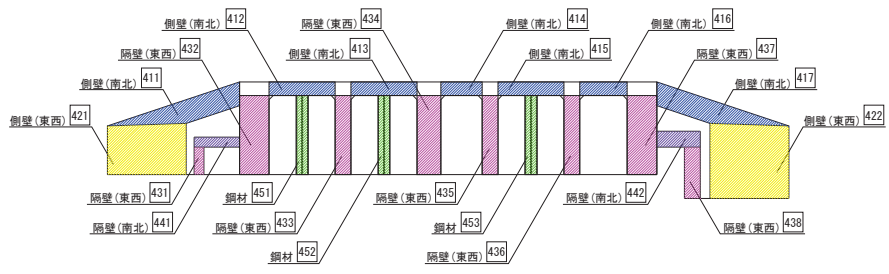 側壁(南北) 412
隔壁(東西) 434
側壁(南北) 414
側壁(南北) 416
隔壁(東西) 432
側壁(南北) 413
側壁(南北) 415
隔壁(東西) 437
側壁(南北) 411
側壁(南北) 417
側壁(東西) 421
側壁(東西) 422
隔壁(東西) 431
鋼材 451
隔壁(東西) 435
隔壁(南北) 442
隔壁(南北) 441
隔壁(東西) 433
鋼材 453
隔壁(東西) 438
鋼材 452
隔壁(東西) 436